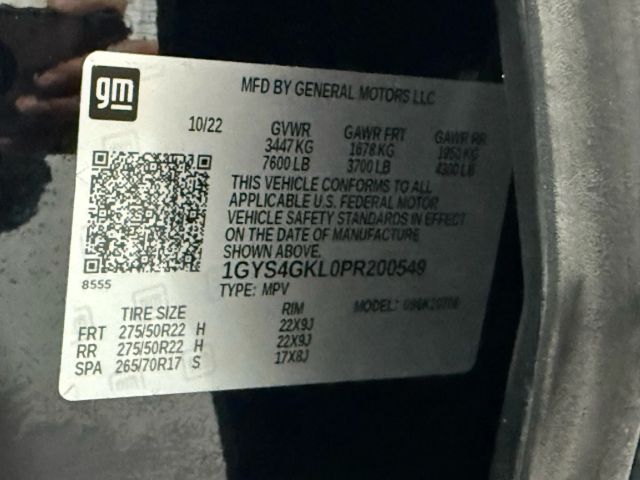 gm
MFD BY GENERAL MOTORS LLC
10/22 GVWR GAWR FRT GAWR RR
3447 KG 1678 KG 1950 KG
7600 LB 3700 LB 4300 LB
THIS VEHICLE CONFORMS TO ALL
APPLICABLE U.S. FEDERAL MOTOR
VEHICLE SAFETY STANDARDS IN EFFECT
ON THE DATE OF MANUFACTURE
SHOWN ABOVE.
8555
1GYS4GKL0PR200549
TYPE: MPV
TIRE SIZE RIM MODEL:
FRT 275/50R22 H 22X9J
RR 275/50R22 H 22X9J
SPA 265/70R17 S 17X8J